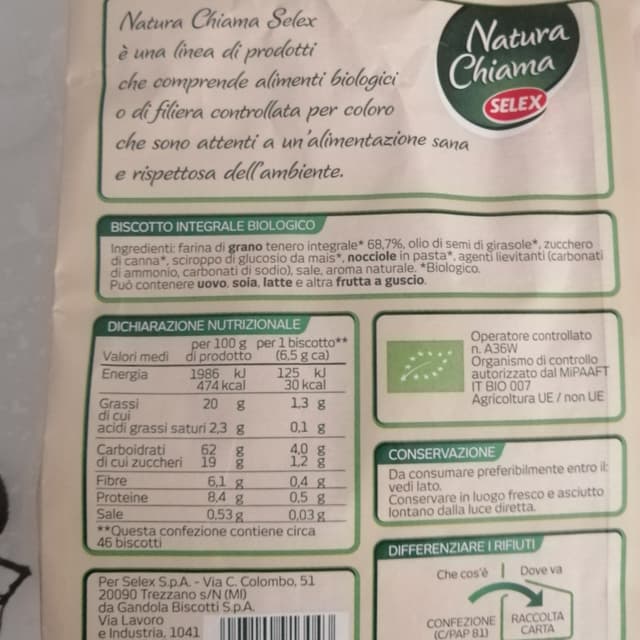 Natura Chiama Selex
è una linea di prodotti
che comprende alimenti biologici
o di filiera controllata per coloro
che sono attenti a un'alimentazione sana
e rispettosa dell'ambiente.
Natura
Chiama
SELEX
BISCOTTO INTEGRALE BIOLOGICO
Ingredienti: farina di grano tenero integrale* 68,7%, olio di semi di girasole*, zucchero
di canna*, sciroppo di glucosio da mais*, nocciole in pasta*, agenti lievitanti (carbonati
di ammonio, carbonati di sodio), sale, aroma naturale. *Biologico.
Può contenere uovo, soia, latte e altra frutta a guscio.
DICHIARAZIONE NUTRIZIONALE
per 100 g per 1 biscotto**
Valori medi di prodotto (6,5 g ca)
Energia 1986 kJ 125 kJ
474 kcal 30 kcal
Grassi 20 g 1,3 g
di cui
acidi grassi saturi 2,3 g 0,1 g
Carboidrati 62 g 4,0 g
di cui zuccheri 19 g 1,2 g
Fibre 6,1 g 0,4 g
Proteine 8,4 g 0,5 g
Sale 0,53 g 0,03 g
**Questa confezione contiene circa
46 biscotti
Operatore controllato
n. A36W
Organismo di controllo
autorizzato dal MiPAAFT
IT BIO 007
Agricoltura UE / non UE
CONSERVAZIONE
Da consumare preferibilmente entro il:
vedi lato.
Conservare in luogo fresco e asciutto
lontano dalla luce diretta.
DIFFERENZIARE I RIFIUTI
Che cos'è | Dove va
CONFEZIONE
(C/PAP 81)
RACCOLTA
CARTA
Per Selex S.p.A. - Via C. Colombo, 51
20090 Trezzano s/N (MI)
da Gandola Biscotti S.p.A.
Via Lavoro
e Industria, 1041